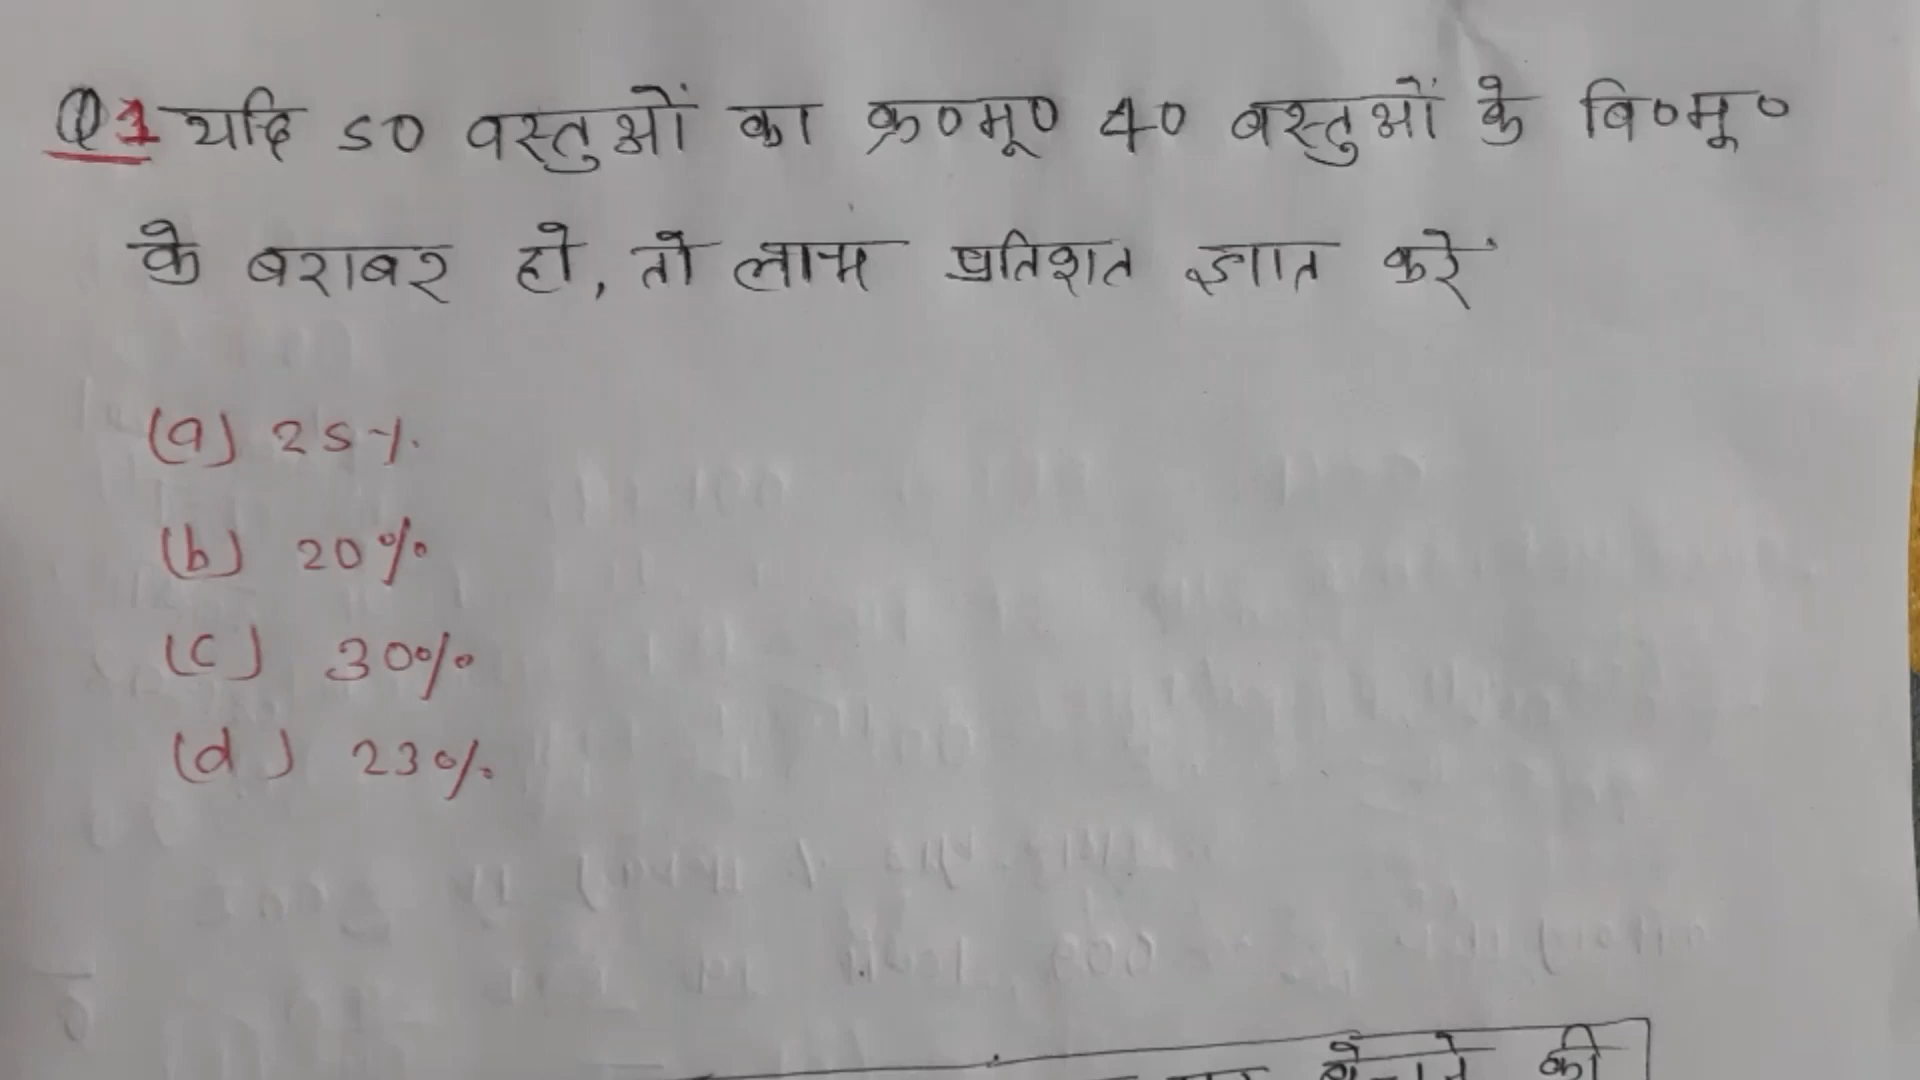 Q1 यदि 50 वस्तुओं का क्र०मू० 40 वस्तुओं के वि०मू०
के बराबर हो, तो लाभ प्रतिशत ज्ञात करें
(a) 25%
(b) 20%
(c) 30%
(d) 23%
की